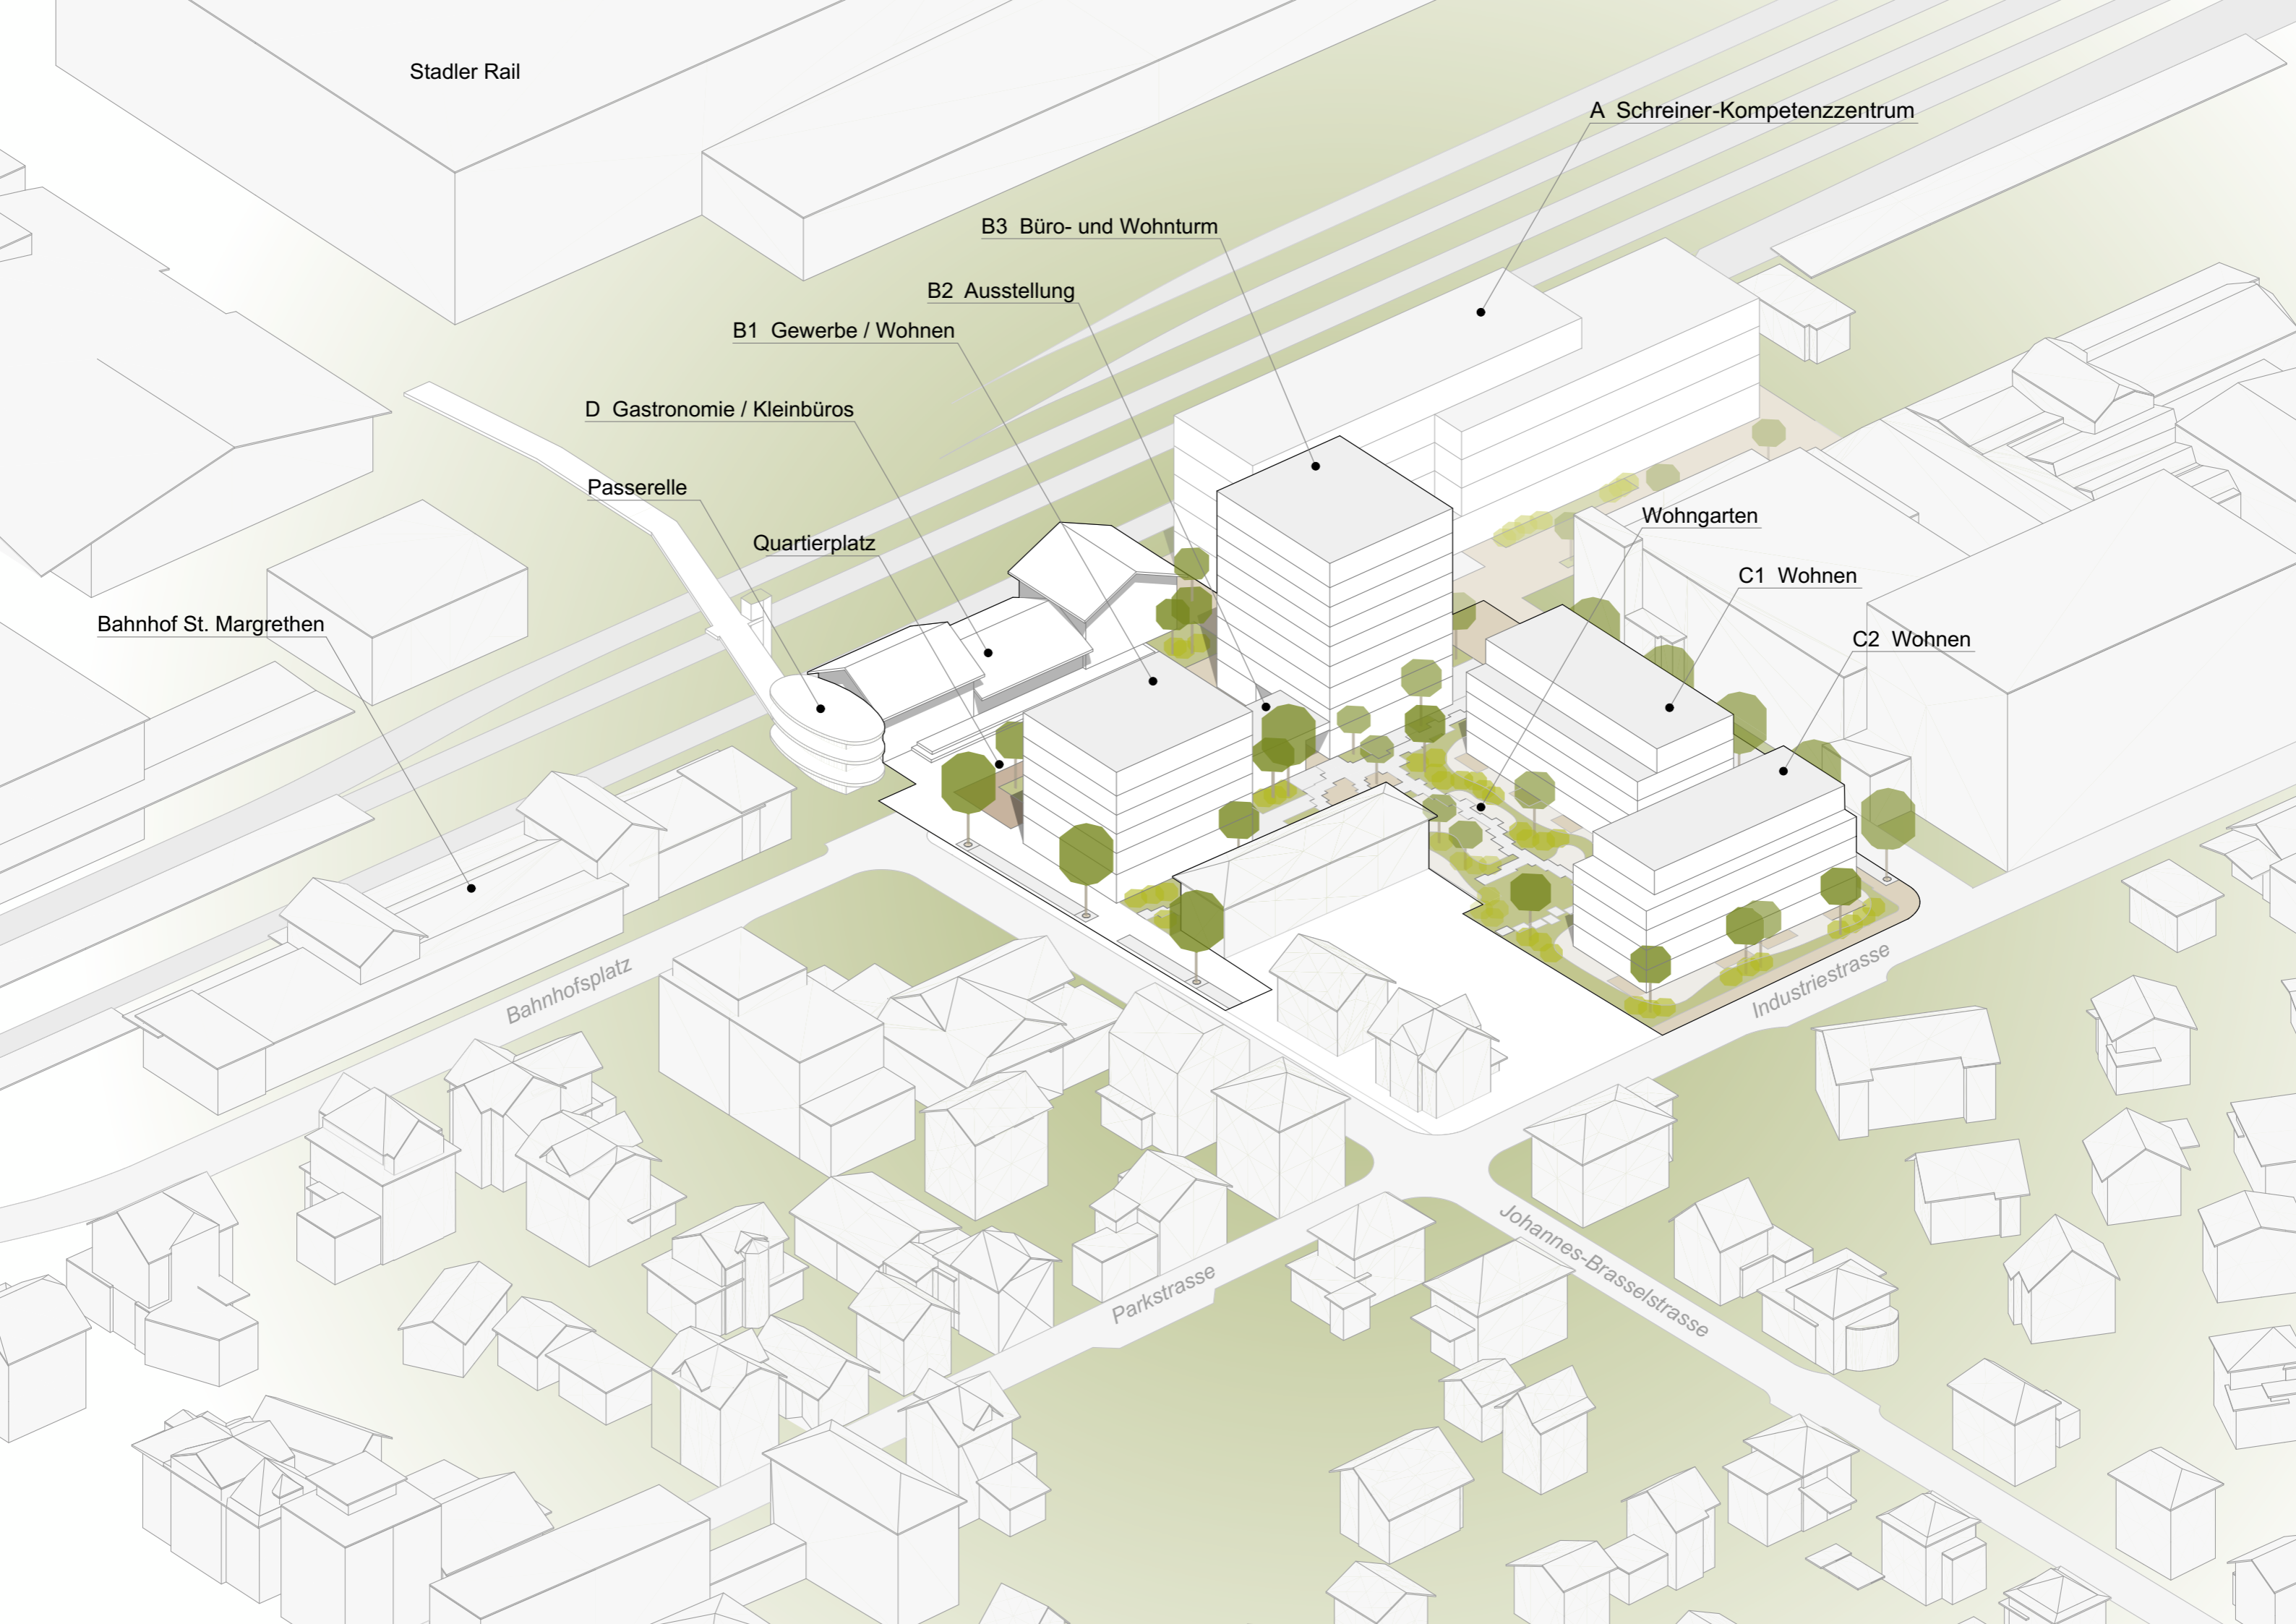 Stadler Rail
A Schreiner-Kompetenzzentrum
B3 Büro- und Wohnturm
B2 Ausstellung
B1 Gewerbe / Wohnen
D Gastronomie / Kleinbüros
Passerelle
Wohngarten
Quartierplatz
C1 Wohnen
Bahnhof St. Margrethen
C2 Wohnen
Bahnhofsplatz
Industriestrasse
Parkstrasse
Johannes-Brasselstrasse